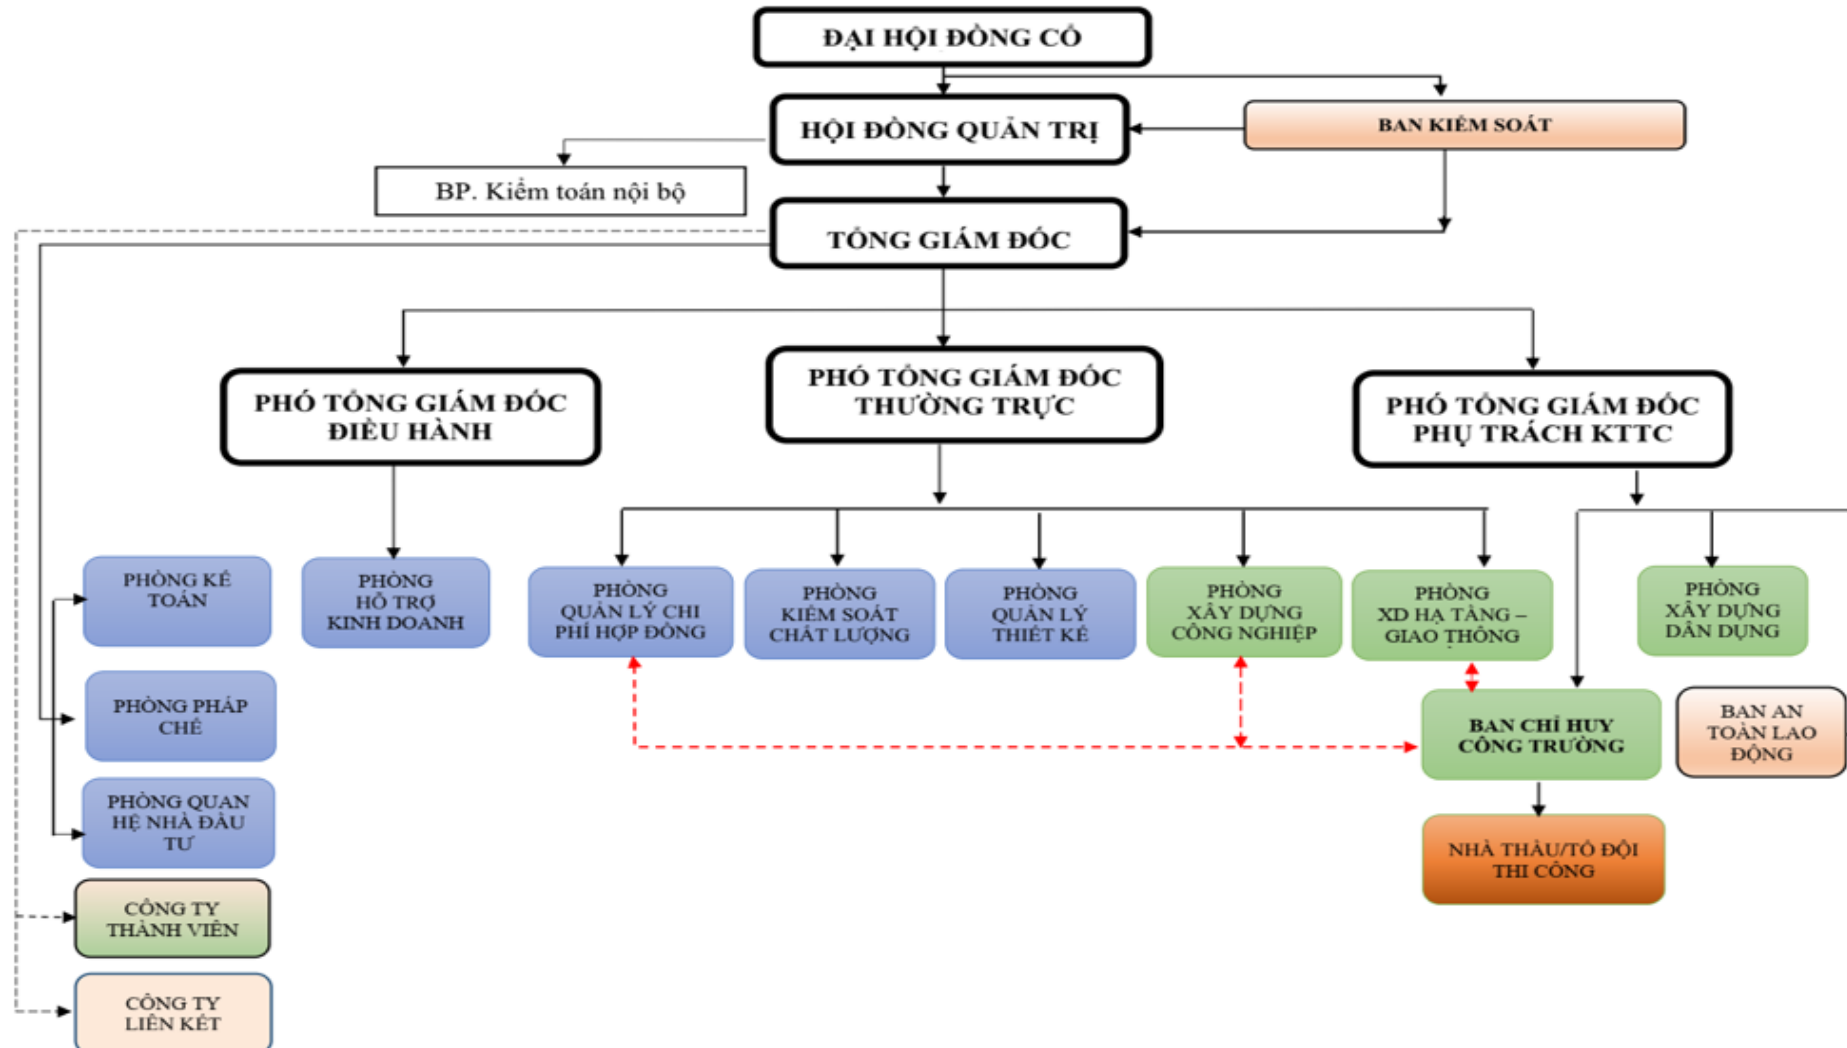 ĐẠI HỘI ĐỒNG CỔ
HỘI ĐỒNG QUẢN TRỊ
BAN KIỂM SOÁT
BP. Kiểm toán nội bộ
TỔNG GIÁM ĐỐC
PHÓ TỔNG GIÁM ĐỐC
ĐIỀU HÀNH
PHÓ TỔNG GIÁM ĐỐC
THƯỜNG TRỰC
PHÓ TỔNG GIÁM ĐỐC
PHỤ TRÁCH KTTC
PHÒNG KẾ
TOÁN
PHÒNG
HỖ TRỢ
KINH DOANH
PHÒNG
QUẢN LÝ CHI
PHÍ HỢP ĐỒNG
PHÒNG
KIỂM SOÁT
CHẤT LƯỢNG
PHÒNG
QUẢN LÝ
THIẾT KẾ
PHÒNG
XÂY DỰNG
CÔNG NGHIỆP
PHÒNG
XD HẠ TẦNG –
GIAO THÔNG
PHÒNG
XÂY DỰNG
DÂN DỤNG
PHÒNG PHÁP
CHẾ
BAN CHỈ HUY
CÔNG TRƯỜNG
BAN AN
TOÀN LAO
ĐỘNG
PHÒNG QUAN
HỆ NHÀ ĐẦU
TƯ
NHÀ THẦU/TỔ ĐỘI
THI CÔNG
CÔNG TY
THÀNH VIÊN
CÔNG TY
LIÊN KẾT